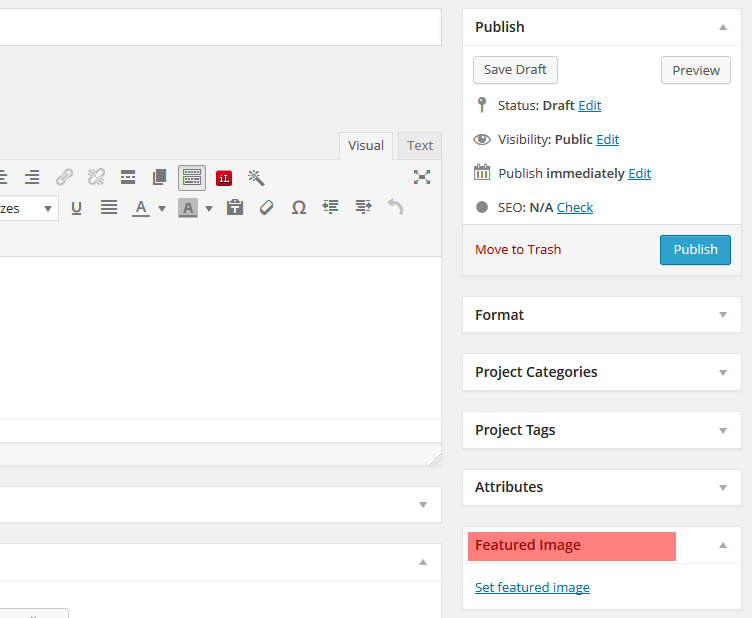 Publish
Save Draft
Preview
Status: Draft Edit
Visibility: Public Edit
Publish immediately Edit
SEO: N/A Check
Move to Trash
Publish
Visual
Text
iL
zes
U
A
A
T
Ω
Format
Project Categories
Project Tags
Attributes
Featured Image
Set featured image